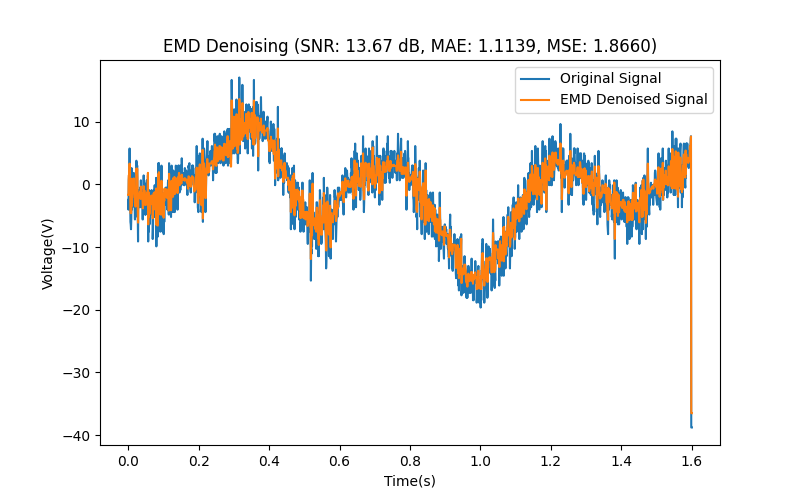 EMD Denoising (SNR: 13.67 dB, MAE: 1.1139, MSE: 1.8660)
Original Signal
EMD Denoised Signal
Voltage(V)
10
0
−10
−20
−30
−40
0.0 0.2 0.4 0.6 0.8 1.0 1.2 1.4 1.6
Time(s)